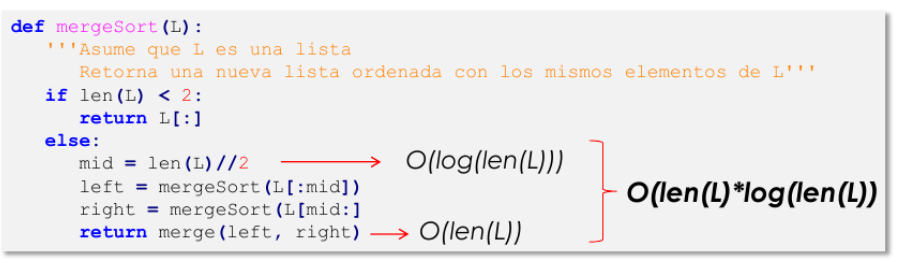 def mergeSort(L):
'''Asume que L es una lista
Retorna una nueva lista ordenada con los mismos elementos de L'''
if len(L) < 2:
return L[:]
else:
mid = len(L)//2 O(log(len(L)))
left = mergeSort(L[:mid])
right = mergeSort(L[mid:]
return merge(left, right) O(len(L))
O(len(L)*log(len(L))